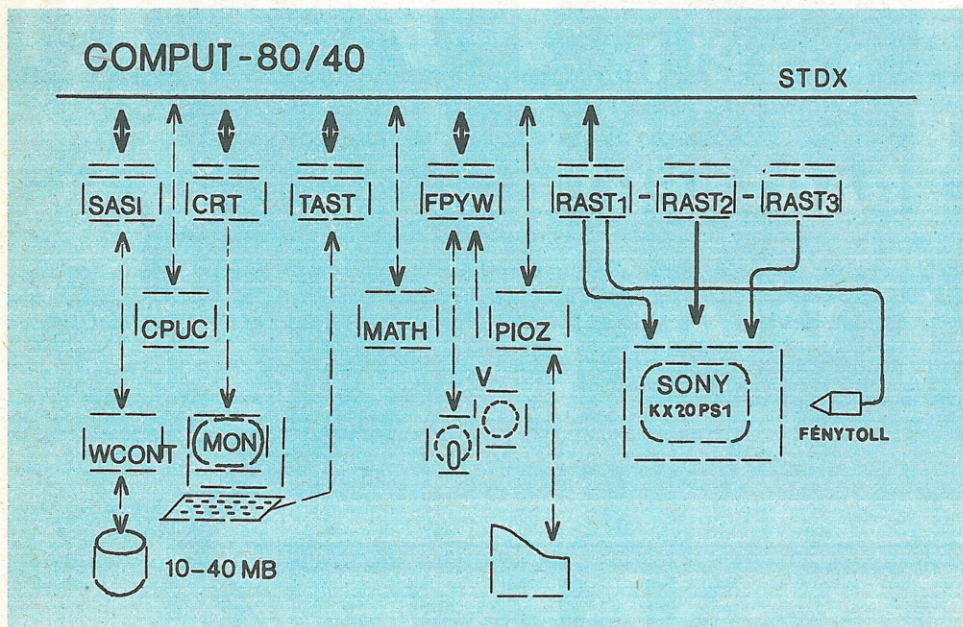 COMPUT-80/40
STDX
SASI CRT TAST FPYW RAST1 - RAST2 - RAST3
CPUC MATH PIOZ
V
SONY
KX20PS1
FÉNYTOLL
WCONT MON
10-40 MB